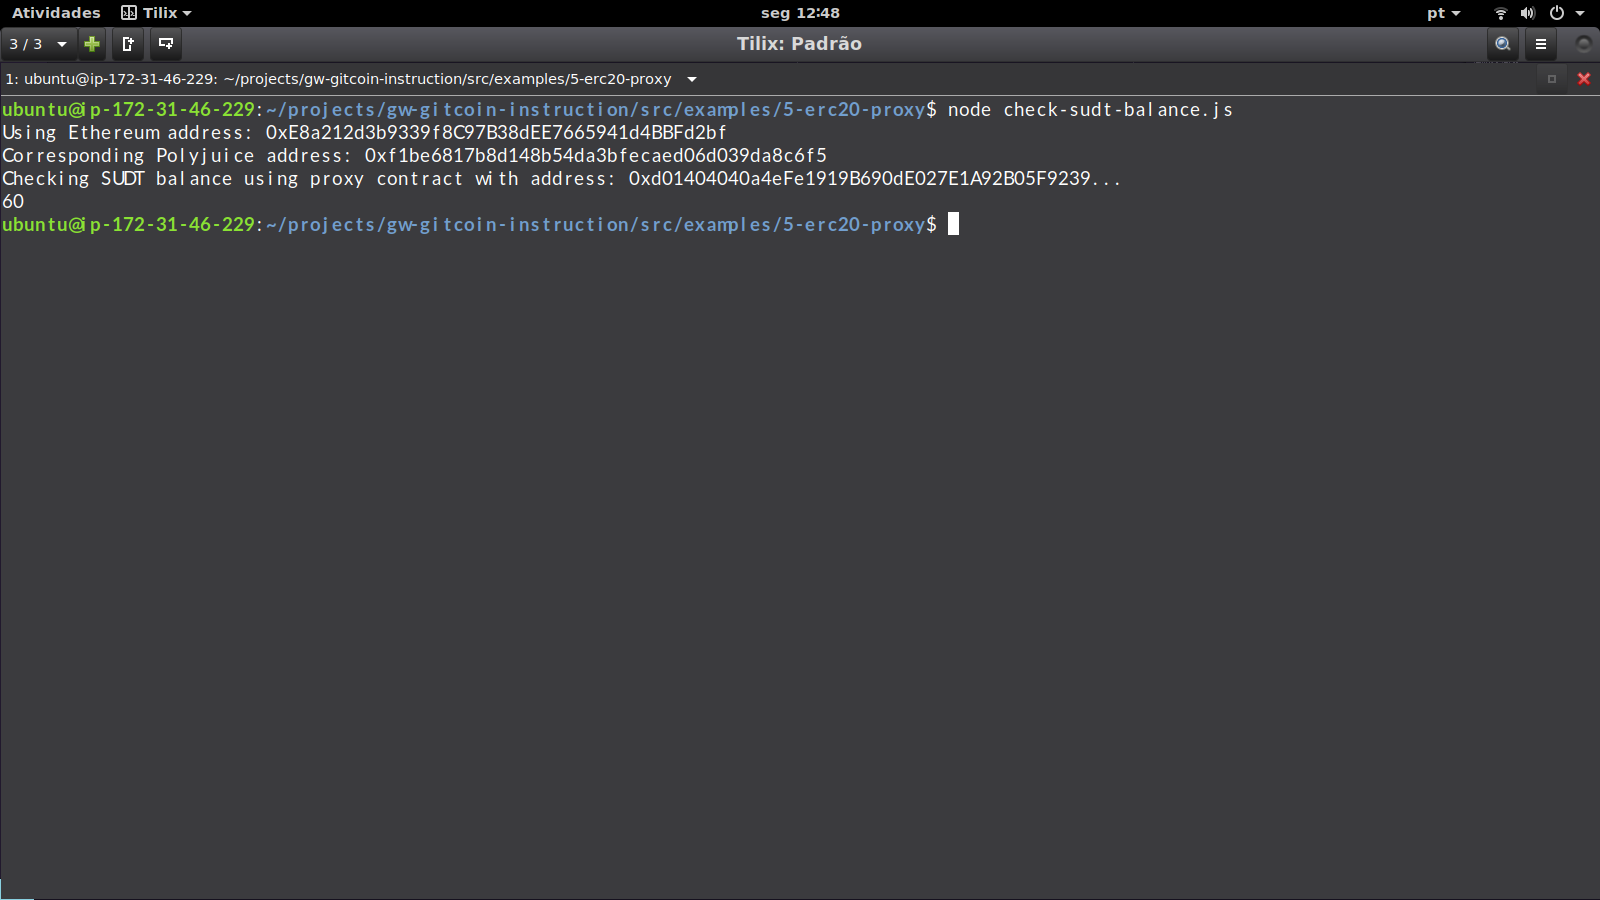 Atividades Tilix seg 12:48 pt
3 / 3 Tilix: Padrão
1: ubuntu@ip-172-31-46-229: ~/projects/gw-gitcoin-instruction/src/examples/5-erc20-proxy
ubuntu@ip-172-31-46-229:~/projects/gw-gitcoin-instruction/src/examples/5-erc20-proxy$ node check-sudt-balance.js
Using Ethereum address: 0xE8a212d3b9339f8C97B38dEE7665941d4BBFd2bf
Corresponding Polyjuice address: 0xf1be6817b8d148b54da3bfecaed06d039da8c6f5
Checking SUDT balance using proxy contract with address: 0xd01404040a4eFe1919B690dE027E1A92B05F9239...
60
ubuntu@ip-172-31-46-229:~/projects/gw-gitcoin-instruction/src/examples/5-erc20-proxy$